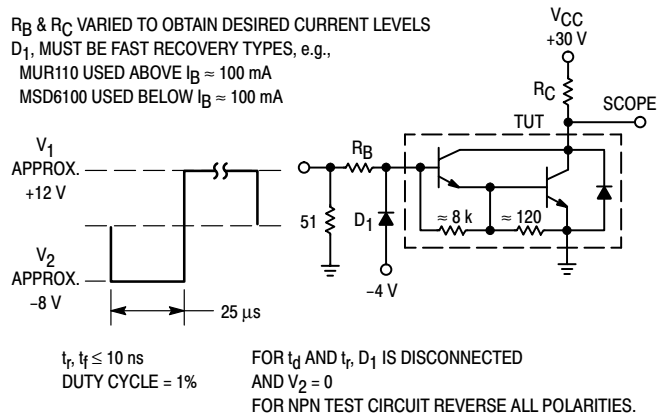 R_B & R_C VARIED TO OBTAIN DESIRED CURRENT LEVELS
D_1, MUST BE FAST RECOVERY TYPES, e.g.,
MUR110 USED ABOVE I_B ≈ 100 mA
MSD6100 USED BELOW I_B ≈ 100 mA
V_CC
+30 V
R_C
SCOPE
TUT
V_1
APPROX.
+12 V
R_B
51
D_1
≈ 8 k
≈ 120
–4 V
V_2
APPROX.
–8 V
25 μs
t_r, t_f ≤ 10 ns
DUTY CYCLE = 1%
FOR t_d AND t_r, D_1 IS DISCONNECTED
AND V_2 = 0
FOR NPN TEST CIRCUIT REVERSE ALL POLARITIES.